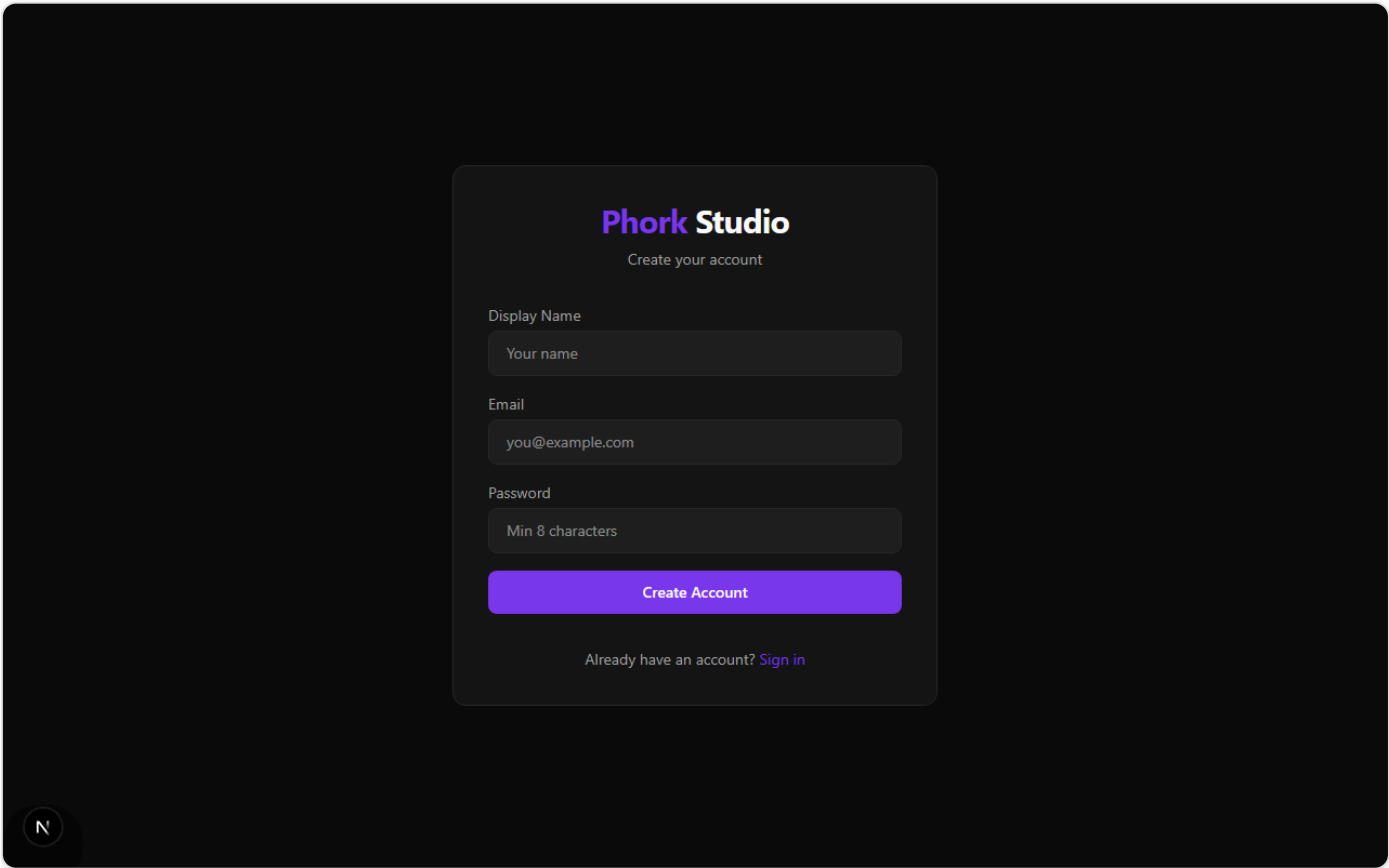 Phork Studio
Create your account
Display Name
Your name
Email
you@example.com
Password
Min 8 characters
Create Account
Already have an account? Sign in
N